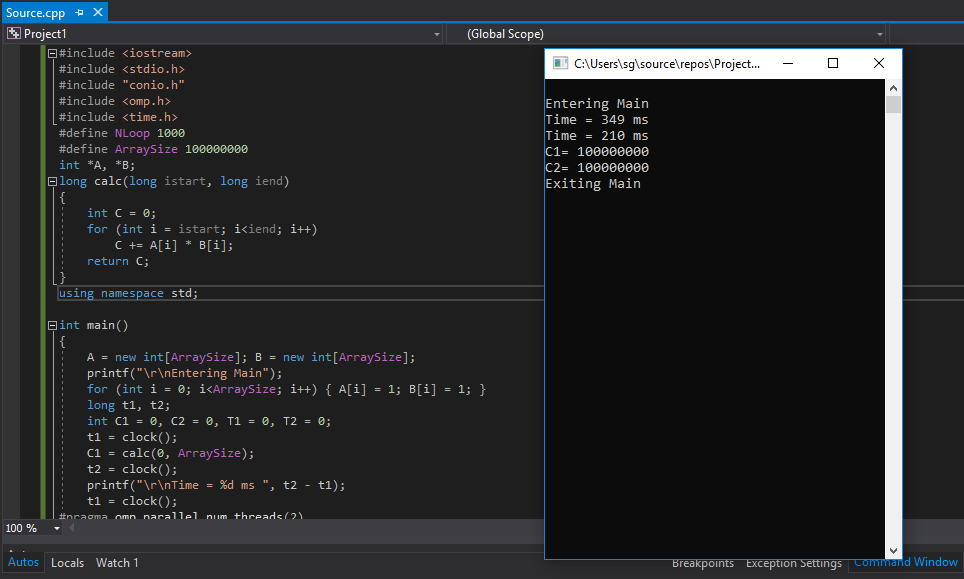 Source.cpp
Project1
(Global Scope)
#include <iostream>
#include <stdio.h>
#include "conio.h"
#include <omp.h>
#include <time.h>
#define NLoop 1000
#define ArraySize 100000000
int *A, *B;
long calc(long istart, long iend)
{
int C = 0;
for (int i = istart; i<iend; i++)
C += A[i] * B[i];
return C;
}
using namespace std;
int main()
{
A = new int[ArraySize]; B = new int[ArraySize];
printf("\r\nEntering Main");
for (int i = 0; i<ArraySize; i++) { A[i] = 1; B[i] = 1; }
long t1, t2;
int C1 = 0, C2 = 0, T1 = 0, T2 = 0;
t1 = clock();
C1 = calc(0, ArraySize);
t2 = clock();
printf("\r\nTime = %d ms ", t2 - t1);
t1 = clock();
#pragma omp parallel num_threads(2)
C:\Users\sg\source\repos\Project...
Entering Main
Time = 349 ms
Time = 210 ms
C1= 100000000
C2= 100000000
Exiting Main
100 %
Autos Locals Watch 1
Breakpoints Exception Settings Command Window